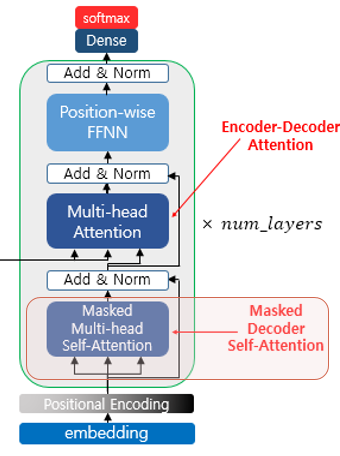 softmax
Dense
Add & Norm
Position-wise
FFNN
Encoder-Decoder
Attention
Add & Norm
Multi-head
Attention
× num_layers
Add & Norm
Masked
Multi-head
Self-Attention
Masked
Decoder
Self-Attention
Positional Encoding
embedding